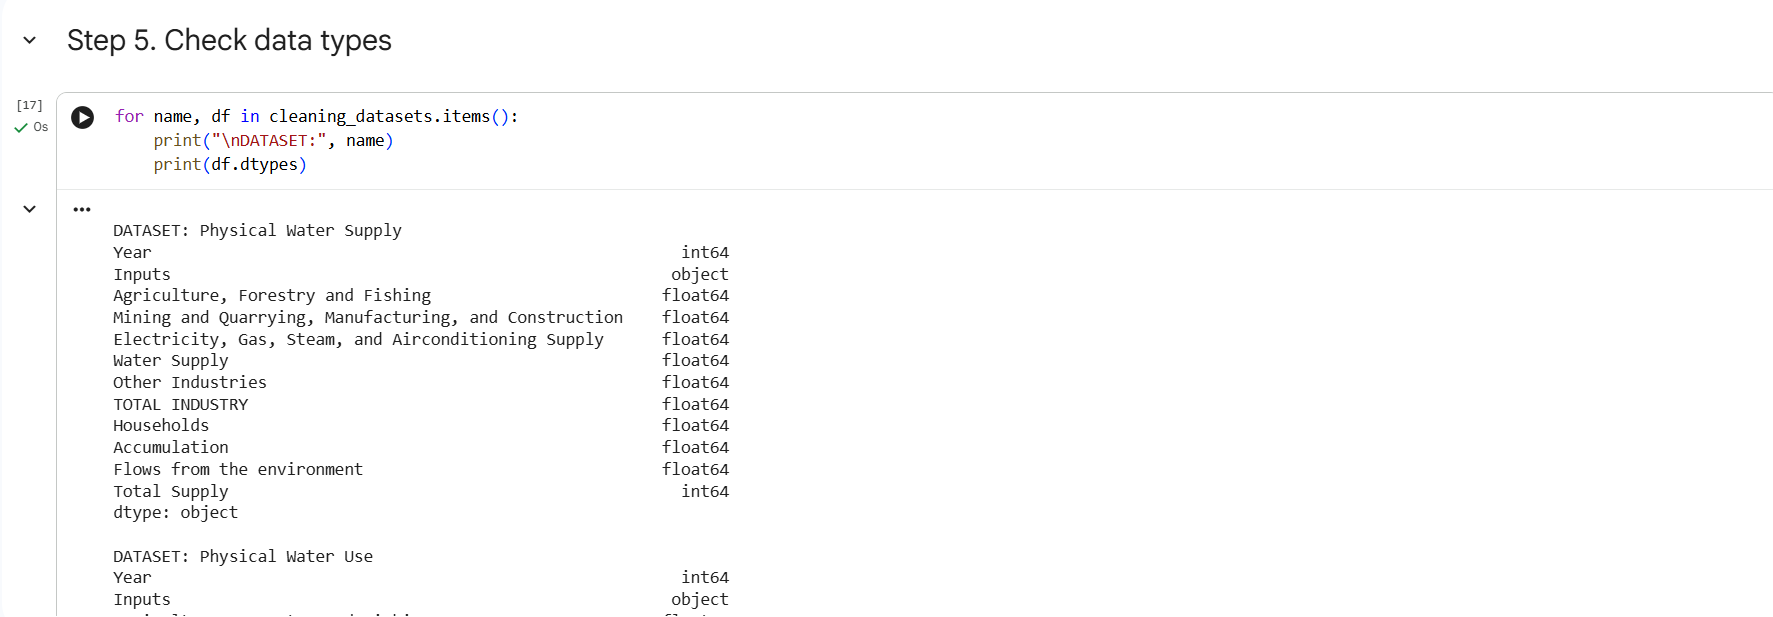 Step 5. Check data types
[17]
0s
for name, df in cleaning_datasets.items():
    print("\nDATASET:", name)
    print(df.dtypes)
DATASET: Physical Water Supply
Year int64
Inputs object
Agriculture, Forestry and Fishing float64
Mining and Quarrying, Manufacturing, and Construction float64
Electricity, Gas, Steam, and Airconditioning Supply float64
Water Supply float64
Other Industries float64
TOTAL INDUSTRY float64
Households float64
Accumulation float64
Flows from the environment float64
Total Supply int64
dtype: object
DATASET: Physical Water Use
Year int64
Inputs object